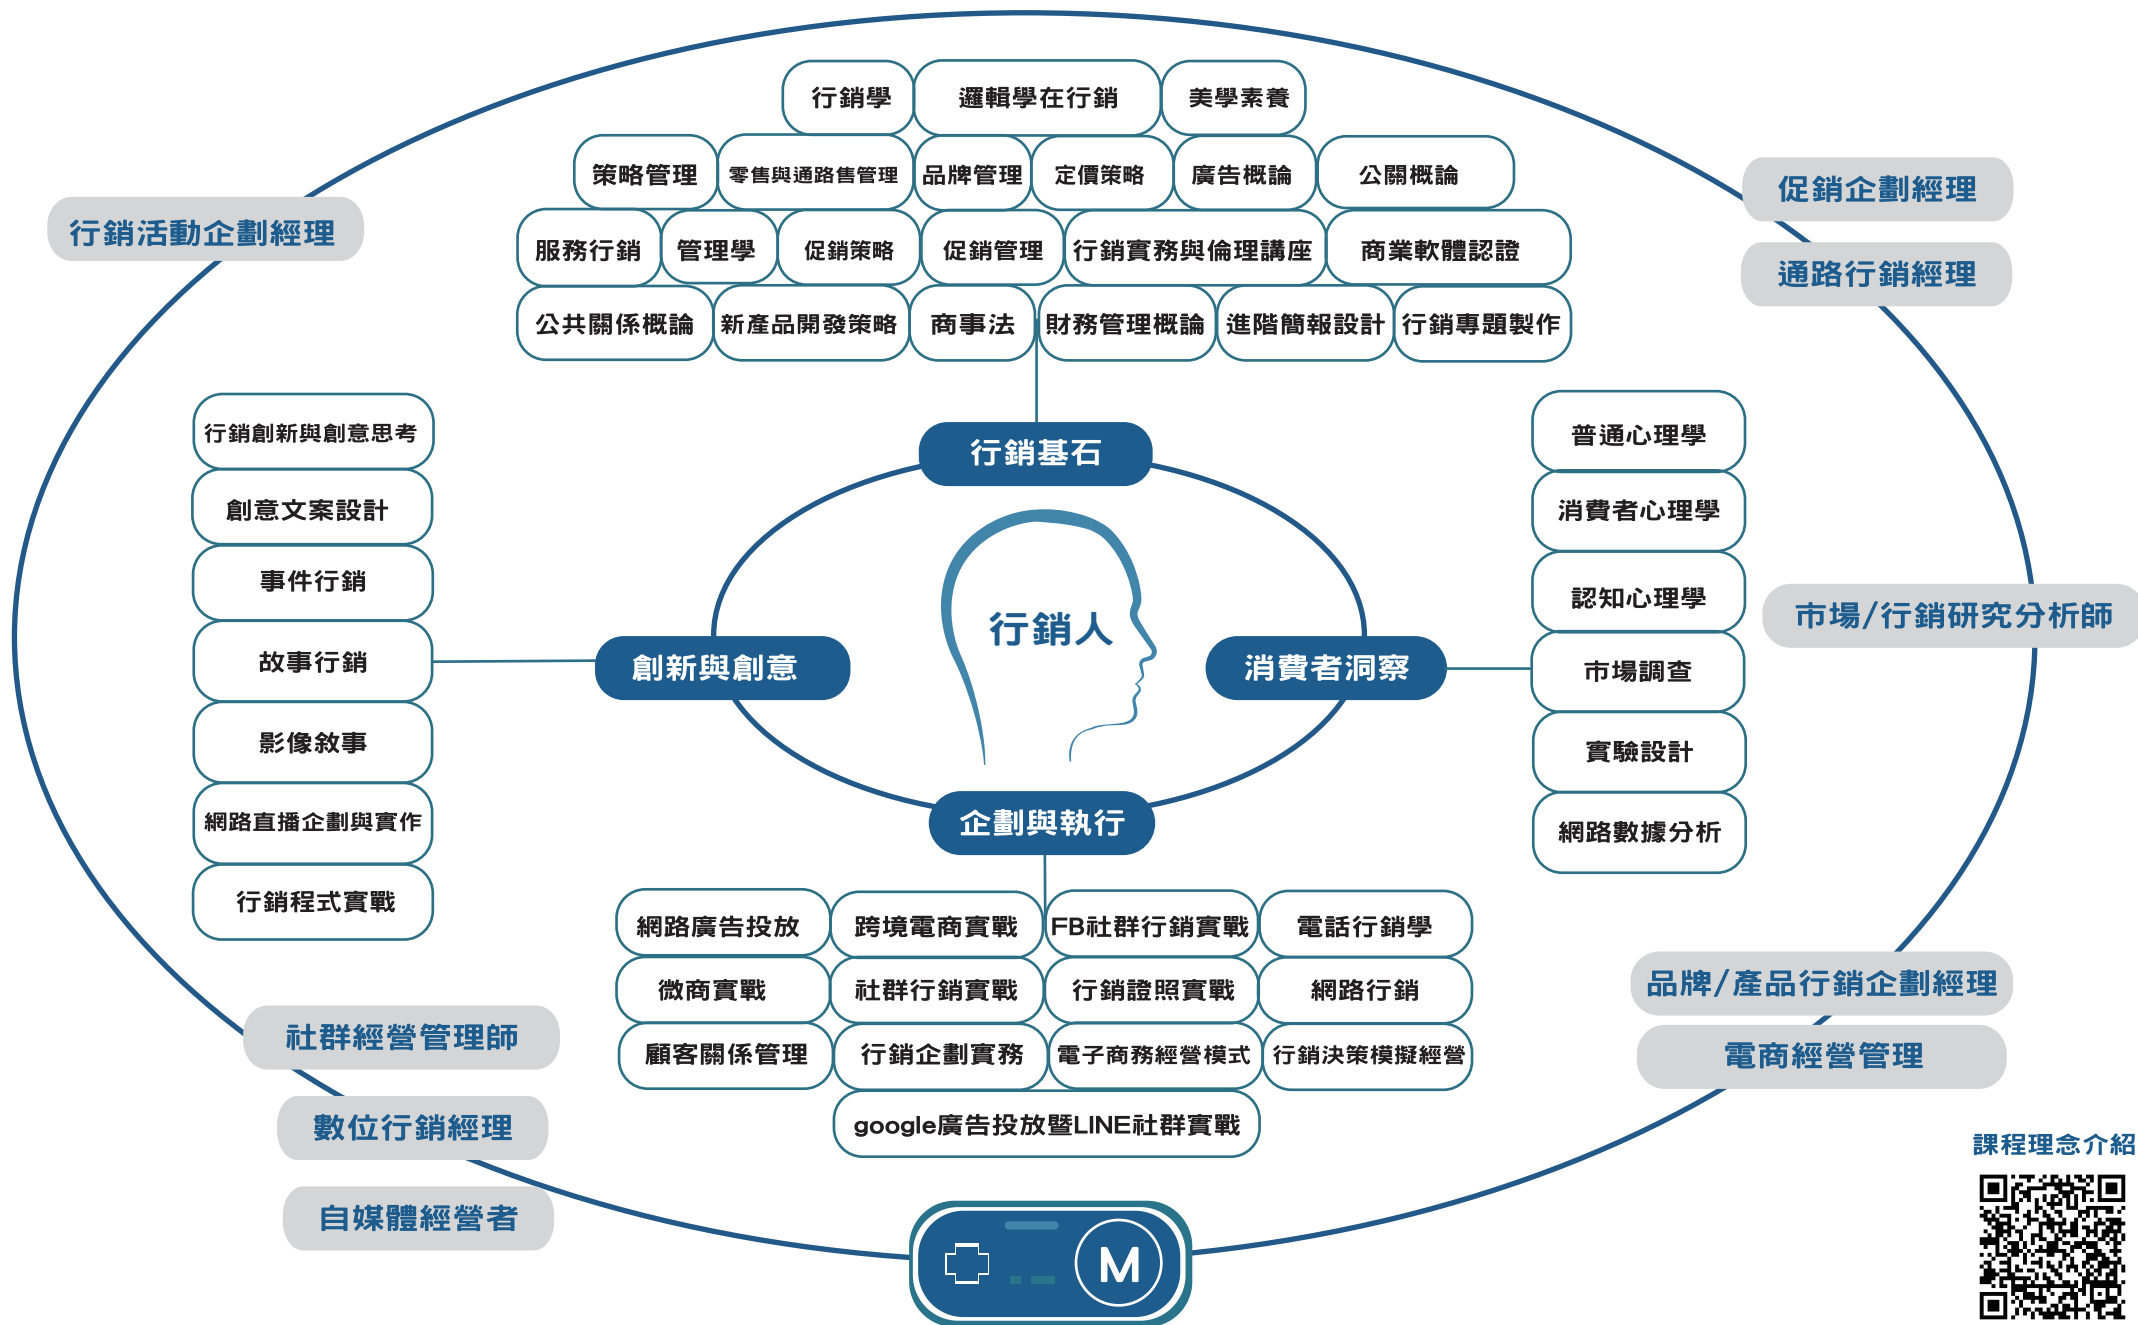 行銷學 邏輯學在行銷 美學素養
策略管理 零售與通路售管理 品牌管理 定價策略 廣告概論 公關概論
服務行銷 管理學 促銷策略 促銷管理 行銷實務與倫理講座 商業軟體認證
公共關係概論 新產品開發策略 商事法 財務管理概論 進階簡報設計 行銷專題製作
行銷活動企劃經理
促銷企劃經理
通路行銷經理
行銷基石
行銷創新與創意思考
創意文案設計
事件行銷
故事行銷
影像敘事
網路直播企劃與實作
行銷程式實戰
創新與創意
行銷人
消費者洞察
普通心理學
消費者心理學
認知心理學
市場調查
實驗設計
網路數據分析
市場/行銷研究分析師
企劃與執行
網路廣告投放 跨境電商實戰 FB社群行銷實戰 電話行銷學
微商實戰 社群行銷實戰 行銷證照實戰 網路行銷
顧客關係管理 行銷企劃實務 電子商務經營模式 行銷決策模擬經營
google廣告投放暨LINE社群實戰
品牌/產品行銷企劃經理
電商經營管理
社群經營管理師
數位行銷經理
自媒體經營者
M
課程理念介紹